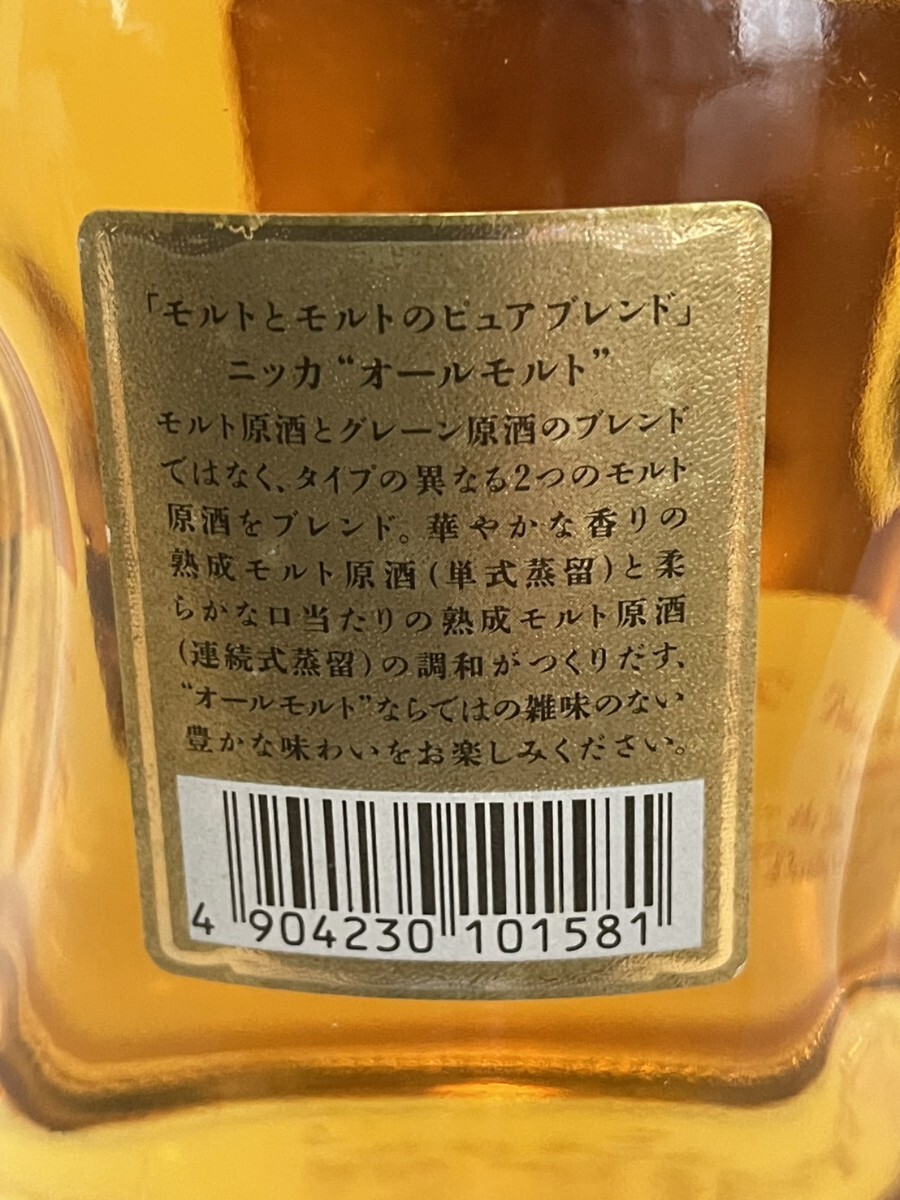 「モルトとモルトのピュアブレンド」
ニッカ“オールモルト”
モルト原酒とグレーン原酒のブレンド
ではなく、タイプの異なる2つのモルト
原酒をブレンド。華やかな香りの
熟成モルト原酒(単式蒸留)と柔
らかな口当たりの熟成モルト原酒
(連続式蒸留)の調和がつくりだす、
“オールモルト”ならではの雑味のない
豊かな味わいをお楽しみください。
4 904230 101581